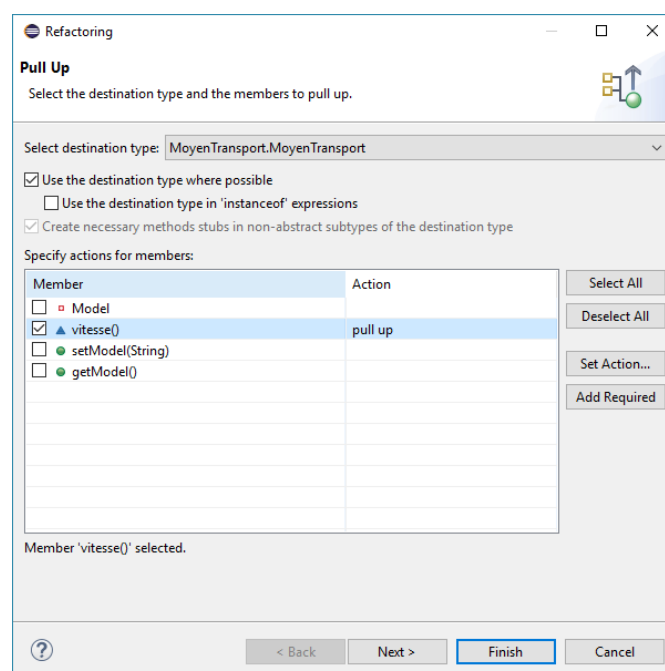 Refactoring
Pull Up
Select the destination type and the members to pull up.
Select destination type: MoyenTransport.MoyenTransport
Use the destination type where possible
Use the destination type in 'instanceof' expressions
Create necessary methods stubs in non-abstract subtypes of the destination type
Specify actions for members:
Member Action
Model
vitesse() pull up
setModel(String)
getModel()
Select All
Deselect All
Set Action...
Add Required
Member 'vitesse()' selected.
? < Back Next > Finish Cancel